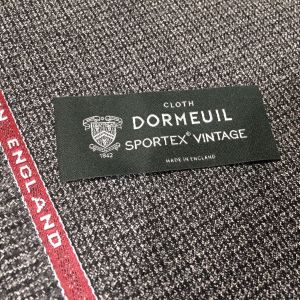 CLOTH
DORMEUIL
SPORTEX® VINTAGE
1842
MADE IN ENGLAND
N ENGLAND